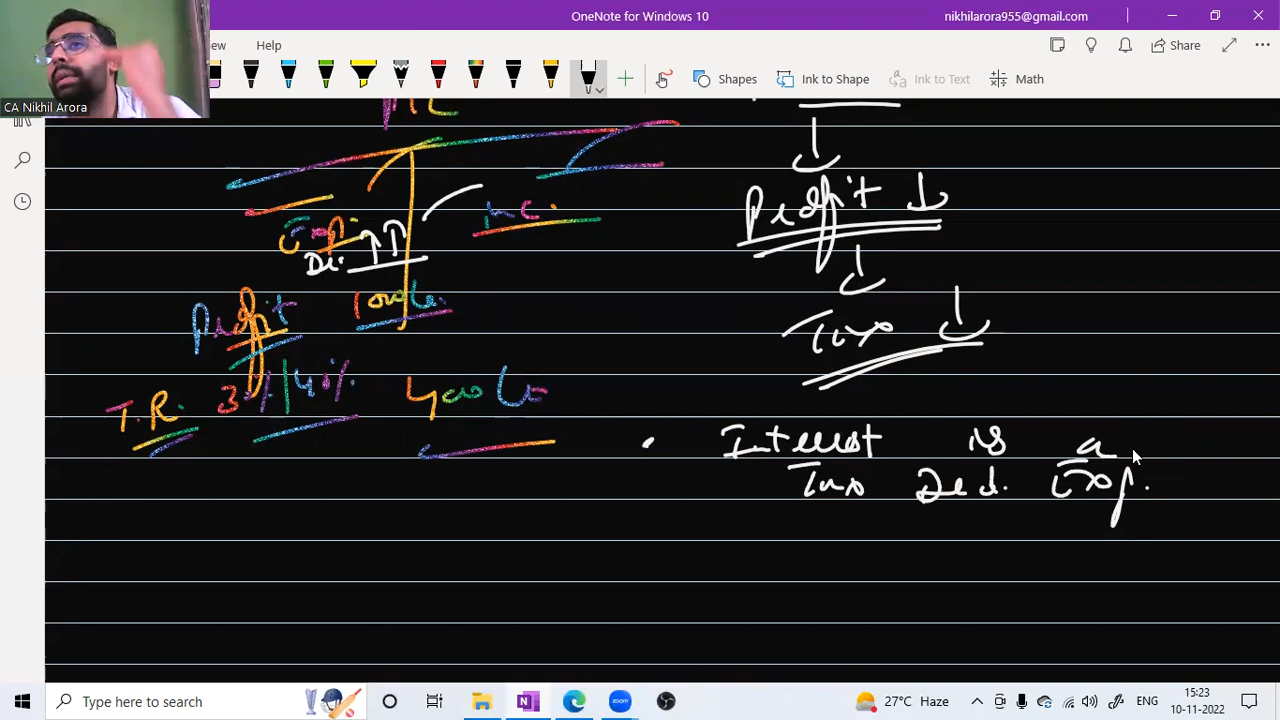 OneNote for Windows 10
nikhilarora955@gmail.com
Help
Share
CA Nikhil Arora
Shapes
Ink to Shape
Ink to Text
Math
Profit ↓
Exp.
Inc.
Profit
Tax ↓
T.R.
Interest is a
Tax Ded. Exp.
Type here to search
27°C Haze
ENG
15:23
10-11-2022